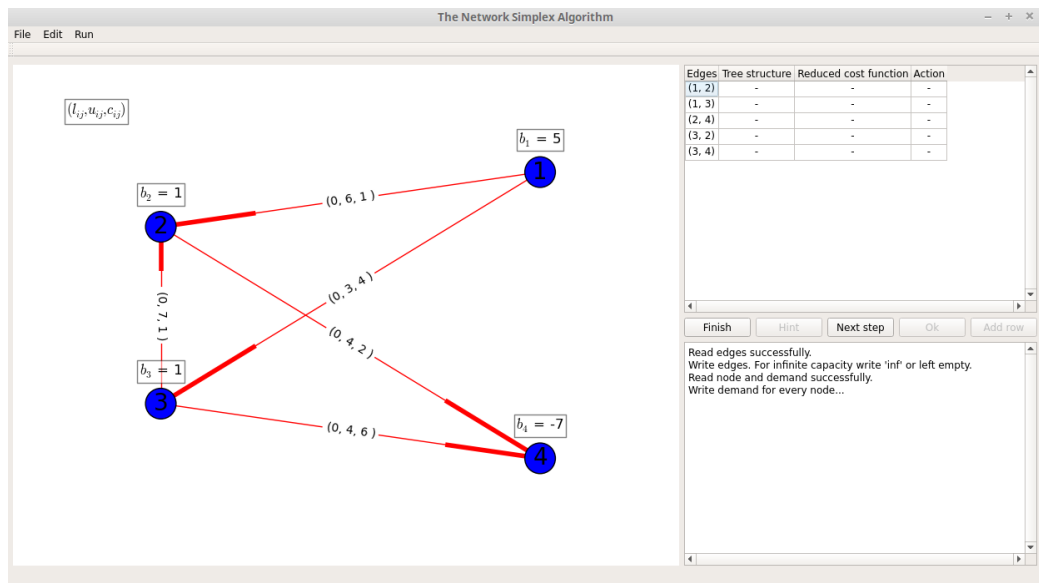 The Network Simplex Algorithm
File Edit Run
(l_ij,u_ij,c_ij)
b_1 = 5
1
b_2 = 1
2
(0, 6, 1 )
(0, 3, 4 )
(0, 7, 1 )
(0, 4, 2 )
b_3 = 1
3
(0, 4, 6 )
b_4 = -7
4
Edges Tree structure Reduced cost function Action
(1, 2) - - -
(1, 3) - - -
(2, 4) - - -
(3, 2) - - -
(3, 4) - - -
Finish Hint Next step Ok Add row
Read edges successfully.
Write edges. For infinite capacity write 'inf' or left empty.
Read node and demand successfully.
Write demand for every node...